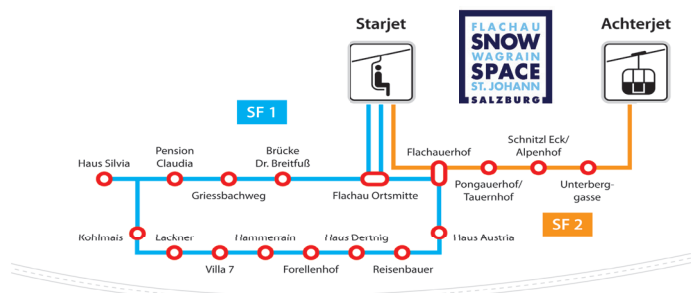 Starjet
FLACHAU
SNOW
WAGRAIN
SPACE
ST. JOHANN
SALZBURG
Achterjet
SF 1
Haus Silvia
Pension
Claudia
Griessbachweg
Brücke
Dr. Breitfuß
Flachau Ortsmitte
Flachauerhof
Pongauerhof/
Tauernhof
Schnitzl Eck/
Alpenhof
Unterberg-
gasse
SF 2
Kohlmais
Lackner
Villa 7
Hammerrain
Forellenhof
Haus Dertnig
Reisenbauer
Haus Austria